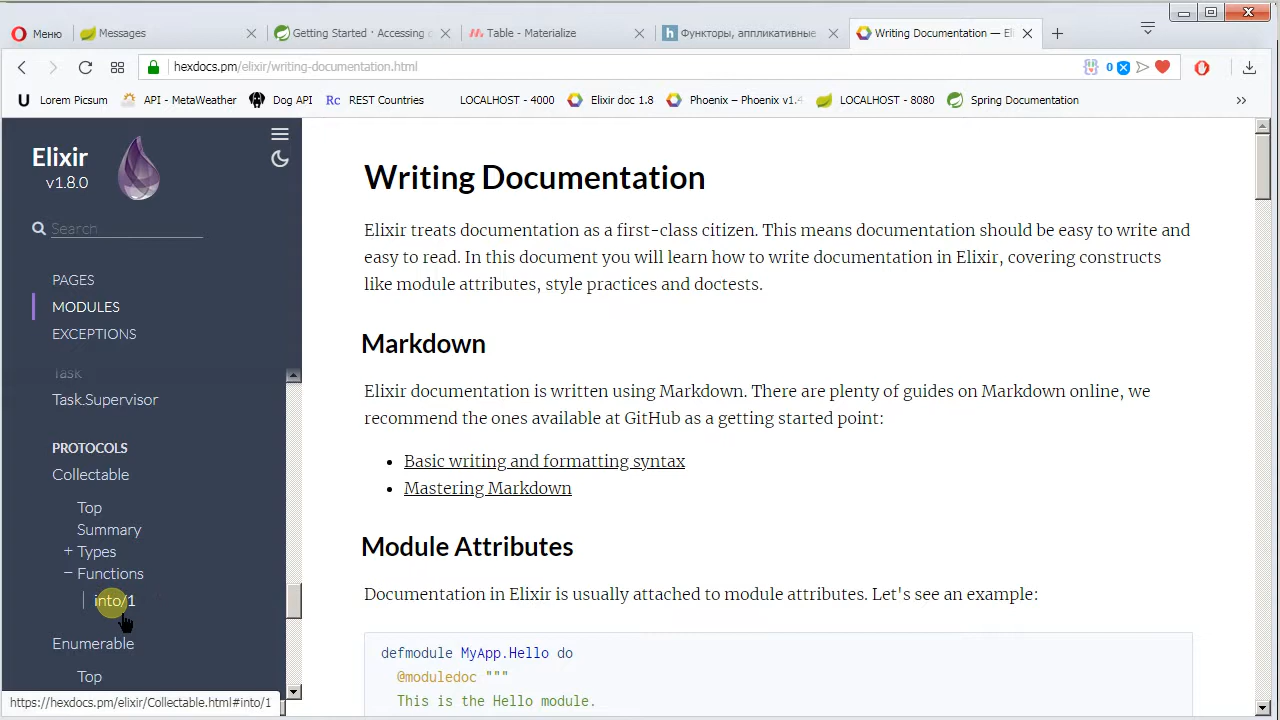 Меню
Messages
Getting Started · Accessing
Table - Materialize
Функторы, аппликативные
Writing Documentation — Eli
hexdocs.pm/elixir/writing-documentation.html
0
Lorem Picsum
API - MetaWeather
Dog API
Rc REST Countries
LOCALHOST - 4000
Elixir doc 1.8
Phoenix – Phoenix v1.4
LOCALHOST - 8080
Spring Documentation
Elixir
v1.8.0
Search
PAGES
MODULES
EXCEPTIONS
Task
Task.Supervisor
PROTOCOLS
Collectable
Top
Summary
+ Types
− Functions
into/1
Enumerable
Top
https://hexdocs.pm/elixir/Collectable.html#into/1
Writing Documentation
Elixir treats documentation as a first-class citizen. This means documentation should be easy to write and
easy to read. In this document you will learn how to write documentation in Elixir, covering constructs
like module attributes, style practices and doctests.
Markdown
Elixir documentation is written using Markdown. There are plenty of guides on Markdown online, we
recommend the ones available at GitHub as a getting started point:
• Basic writing and formatting syntax
• Mastering Markdown
Module Attributes
Documentation in Elixir is usually attached to module attributes. Let's see an example:
defmodule MyApp.Hello do
@moduledoc """
This is the Hello module.